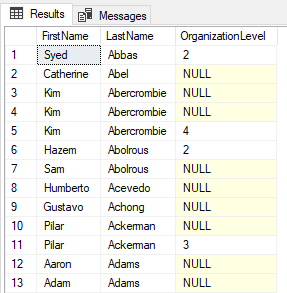 Results Messages
FirstName LastName OrganizationLevel
1 Syed Abbas 2
2 Catherine Abel NULL
3 Kim Abercrombie NULL
4 Kim Abercrombie NULL
5 Kim Abercrombie 4
6 Hazem Abolrous 2
7 Sam Abolrous NULL
8 Humberto Acevedo NULL
9 Gustavo Achong NULL
10 Pilar Ackerman NULL
11 Pilar Ackerman 3
12 Aaron Adams NULL
13 Adam Adams NULL